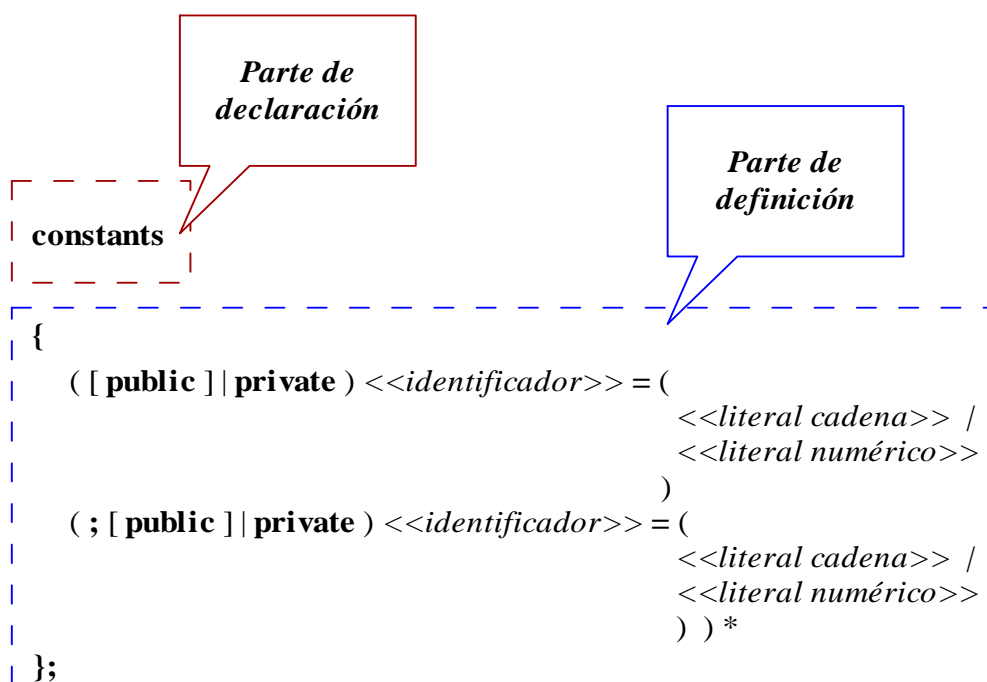 Parte de
declaración
Parte de
definición
constants
{
( [ public ] | private ) <<identificador>> = (
<<literal cadena>> |
<<literal numérico>>
)
( ; [ public ] | private ) <<identificador>> = (
<<literal cadena>> |
<<literal numérico>>
) ) *
};